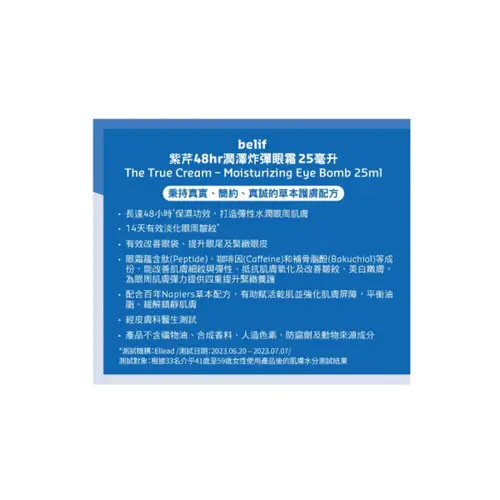 belif
紫芹48hr潤澤炸彈眼霜 25毫升
The True Cream – Moisturizing Eye Bomb 25ml
秉持真實、簡約、真誠的草本護膚配方
• 長達48小時*保濕功效，打造彈性水潤眼周肌膚
• 14天有效淡化眼周皺紋*
• 有效改善眼袋、提升眼尾及緊緻眼皮
• 眼霜蘊含肽(Peptide)、咖啡因(Caffeine)和補骨脂酚(Bakuchiol)等成
份，能改善肌膚細紋與彈性、抵抗肌膚氧化及改善皺紋、美白嫩膚。
為眼周肌膚彈力提供四重提升緊緻養護
• 配合百年Napiers草本配方，有助賦活乾肌並強化肌膚屏障，平衡油
脂、緩解鎮靜肌膚
• 經皮膚科醫生測試
• 產品不含礦物油、合成香料、人造色素、防腐劑及動物來源成分
*測試機構：Ellead /測試日期：2023.06.20 – 2023.07.07/
測試對象：根據33名介乎41歲至59歲女性使用產品後的肌膚水分測試結果